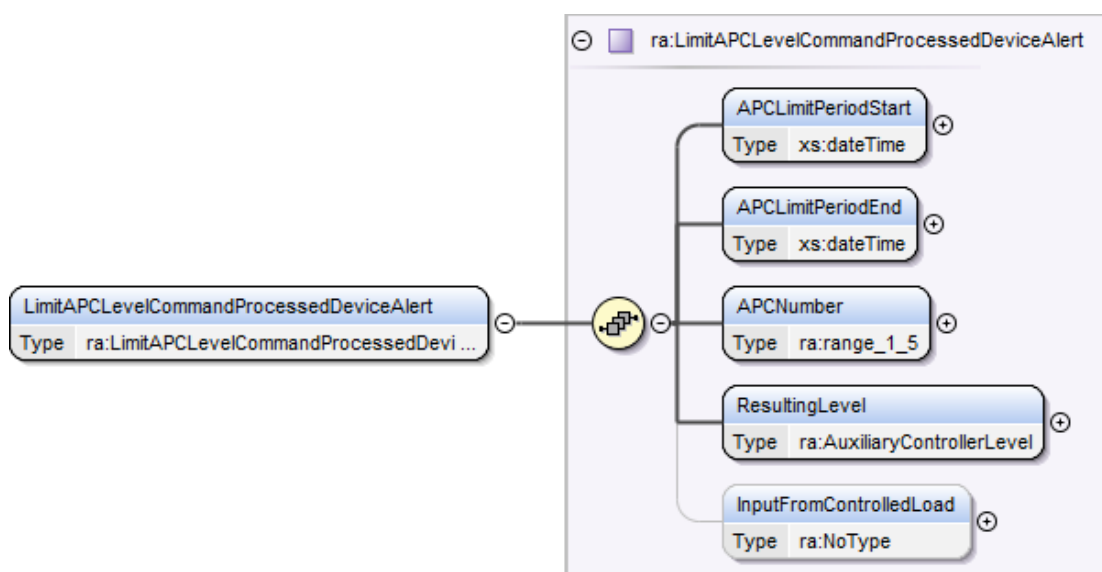 ra:LimitAPCLevelCommandProcessedDeviceAlert
APCLimitPeriodStart
Type xs:dateTime
APCLimitPeriodEnd
Type xs:dateTime
LimitAPCLevelCommandProcessedDeviceAlert
Type ra:LimitAPCLevelCommandProcessedDevi ...
APCNumber
Type ra:range_1_5
ResultingLevel
Type ra:AuxiliaryControllerLevel
InputFromControlledLoad
Type ra:NoType